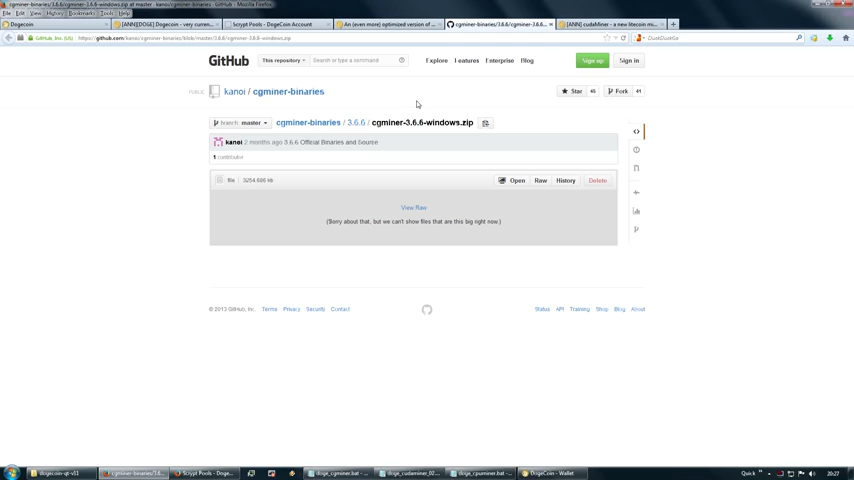 cgminer-binaries/3.6.6/cgminer-3.6.6-windows.zip at master · kanoi/cgminer-binaries · GitHub - Mozilla Firefox
File Edit View History Bookmarks Tools Help
Dogecoin
[ANN][DOGE] Dogecoin - very curren...
Scrypt Pools - DogeCoin Account
An (even more) optimized version of ...
cgminer-binaries/3.6.6/cgminer-3.6.6...
[ANN] cudaMiner - a new litecoin mi...
GitHub, Inc. (US) https://github.com/kanoi/cgminer-binaries/blob/master/3.6.6/cgminer-3.6.6-windows.zip
DuckDuckGo
GitHub
This repository
Search or type a command
Explore Features Enterprise Blog
Sign up
Sign in
PUBLIC
kanoi / cgminer-binaries
Star 45
Fork 41
branch: master
cgminer-binaries / 3.6.6 / cgminer-3.6.6-windows.zip
kanoi 2 months ago 3.6.6 Official Binaries and Source
1 contributor
file 3254.686 kb
Open Raw History Delete
View Raw
(Sorry about that, but we can't show files that are this big right now.)
© 2013 GitHub, Inc. Terms Privacy Security Contact
Status API Training Shop Blog About
dogecoin-qt-v11
cgminer-binaries/3.6...
Scrypt Pools - Doge...
doge_cgminer.bat - ...
doge_cudaminer_02...
doge_cpuminer.bat -...
DogeCoin - Wallet
Quick
20:27